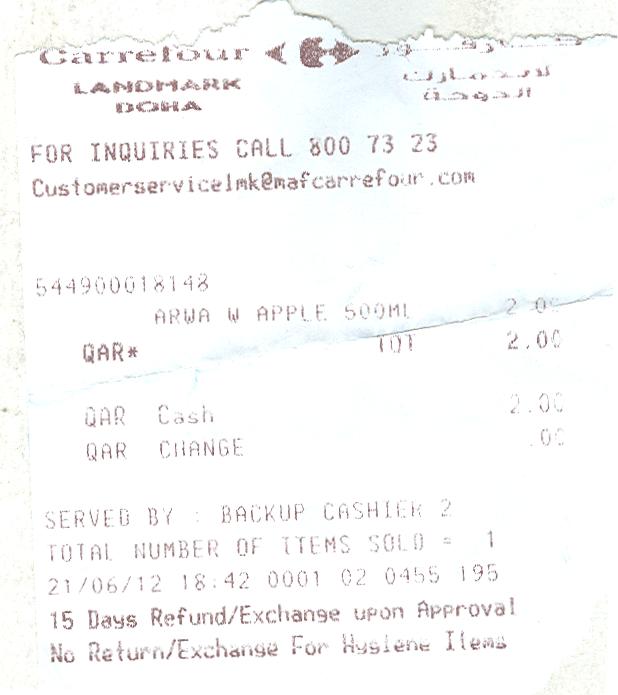 Carrefour
LANDMARK
DOHA
لاندمارك
الدوحة
FOR INQUIRIES CALL 800 73 23
Customerservicelmk@mafcarrefour.com
544900018148
ARWA W APPLE 500ML 2.00
QAR* TOT 2.00
QAR Cash 2.00
QAR CHANGE .00
SERVED BY : BACKUP CASHIER 2
TOTAL NUMBER OF ITEMS SOLD = 1
21/06/12 18:42 0001 02 0455 195
15 Days Refund/Exchange upon Approval
No Return/Exchange For Hygiene Items